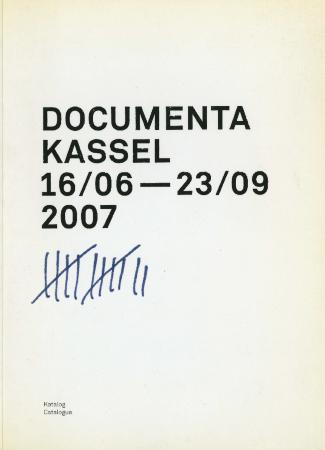 DOCUMENTA
KASSEL
16/06 — 23/09
2007
Katalog
Catalogue